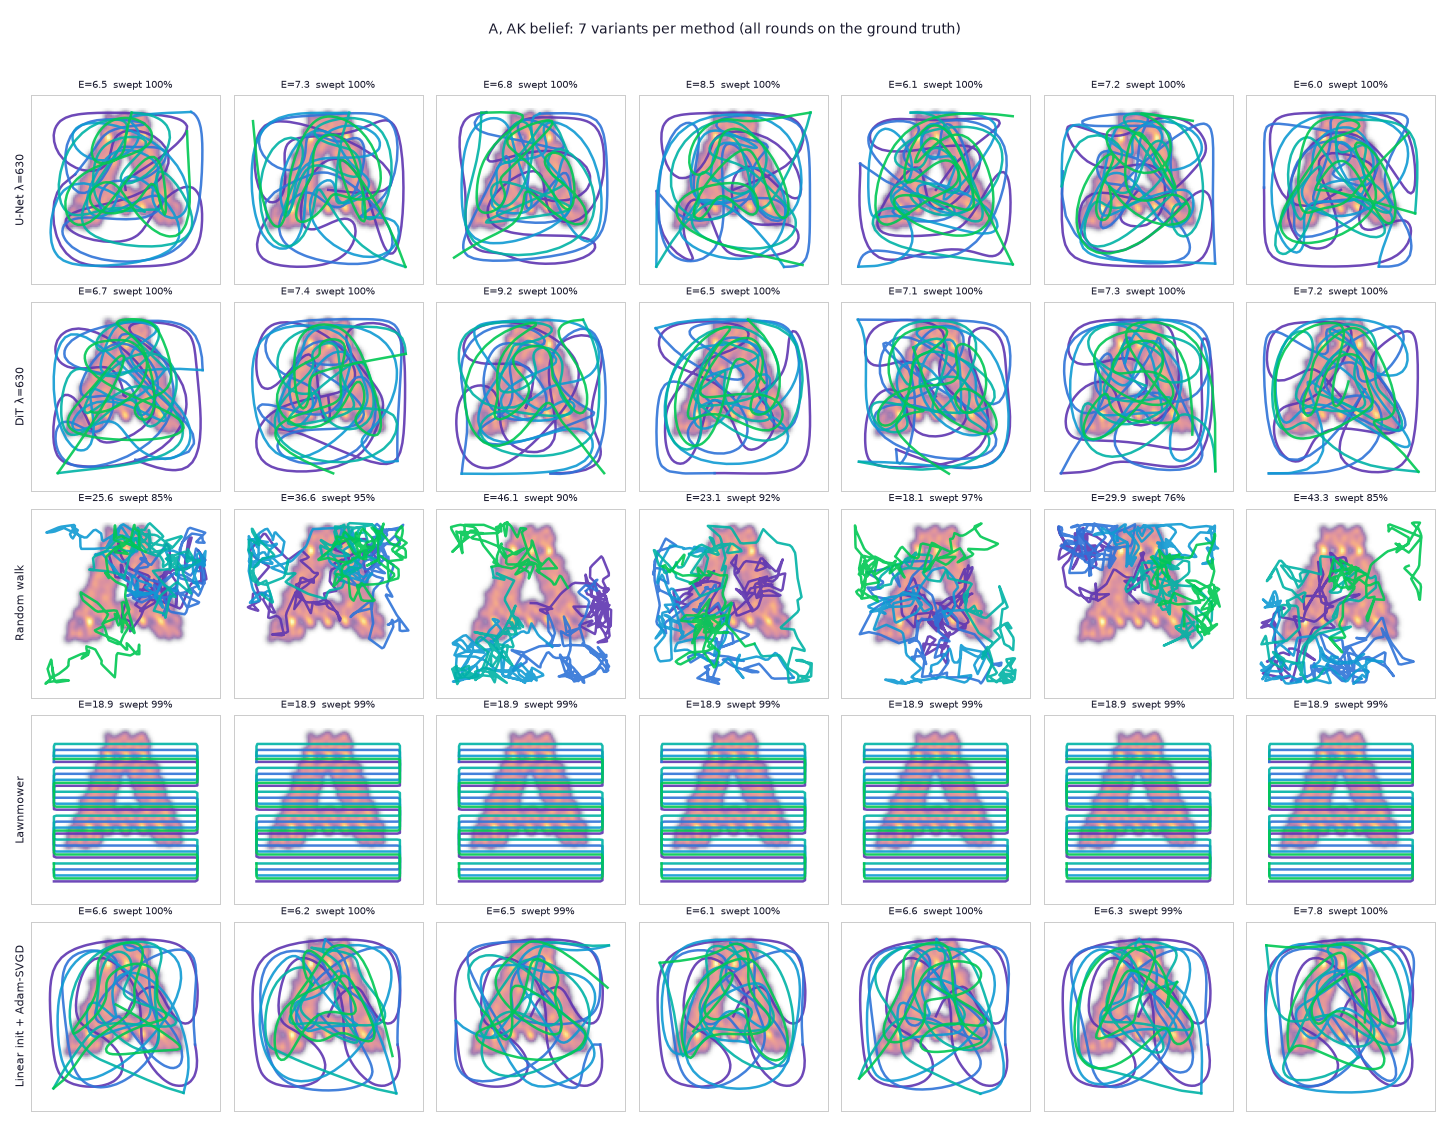 A, AK belief: 7 variants per method (all rounds on the ground truth)
E=6.5 swept 100% E=7.3 swept 100% E=6.8 swept 100% E=8.5 swept 100% E=6.1 swept 100% E=7.2 swept 100% E=6.0 swept 100%
U-Net λ=630
E=6.7 swept 100% E=7.4 swept 100% E=9.2 swept 100% E=6.5 swept 100% E=7.1 swept 100% E=7.3 swept 100% E=7.2 swept 100%
DiT λ=630
E=25.6 swept 85% E=36.6 swept 95% E=46.1 swept 90% E=23.1 swept 92% E=18.1 swept 97% E=29.9 swept 76% E=43.3 swept 85%
Random walk
E=18.9 swept 99% E=18.9 swept 99% E=18.9 swept 99% E=18.9 swept 99% E=18.9 swept 99% E=18.9 swept 99% E=18.9 swept 99%
Lawnmower
E=6.6 swept 100% E=6.2 swept 100% E=6.5 swept 99% E=6.1 swept 100% E=6.6 swept 100% E=6.3 swept 99% E=7.8 swept 100%
Linear init + Adam-SVGD